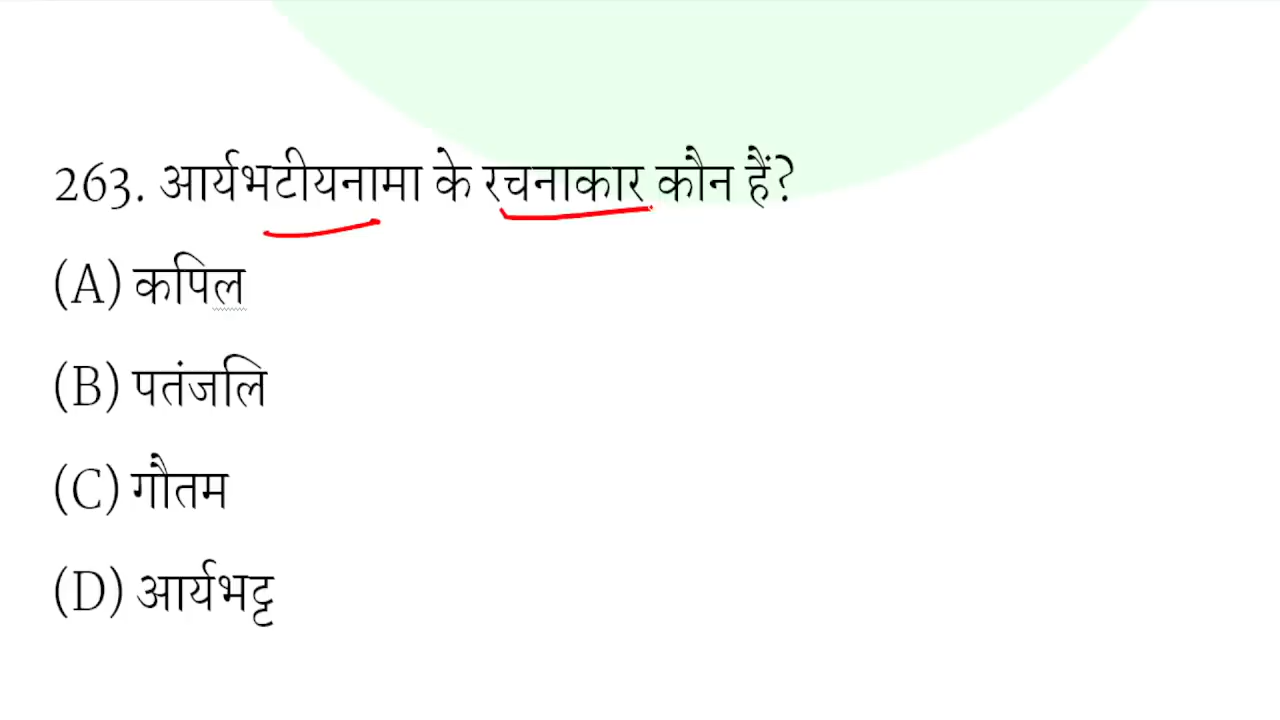 263. आर्यभटीयनामा के रचनाकार कौन हैं?
(A) कपिल
(B) पतंजलि
(C) गौतम
(D) आर्यभट्ट